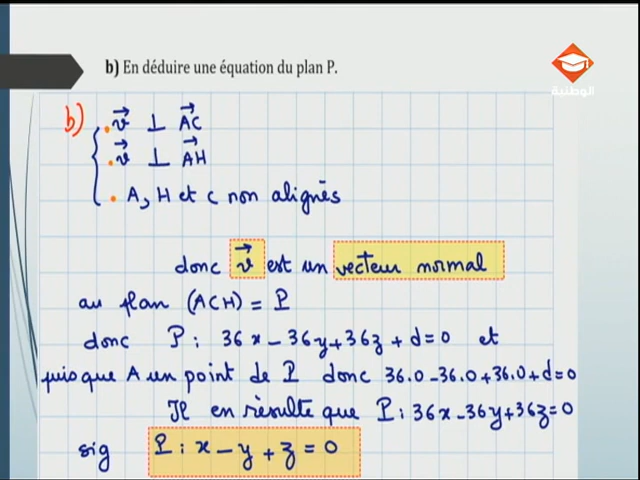 b) En déduire une équation du plan P.
الوطنية
b) . v⃗ ⊥ AC⃗
. v⃗ ⊥ AH⃗
. A, H et C non alignés
donc v⃗ est un vecteur normal
au plan (ACH) = P
donc P : 36x - 36y + 36z + d = 0 et
puisque A un point de P donc 36.0 - 36.0 + 36.0 + d = 0
Il en résulte que P : 36x - 36y + 36z = 0
sig P : x - y + z = 0